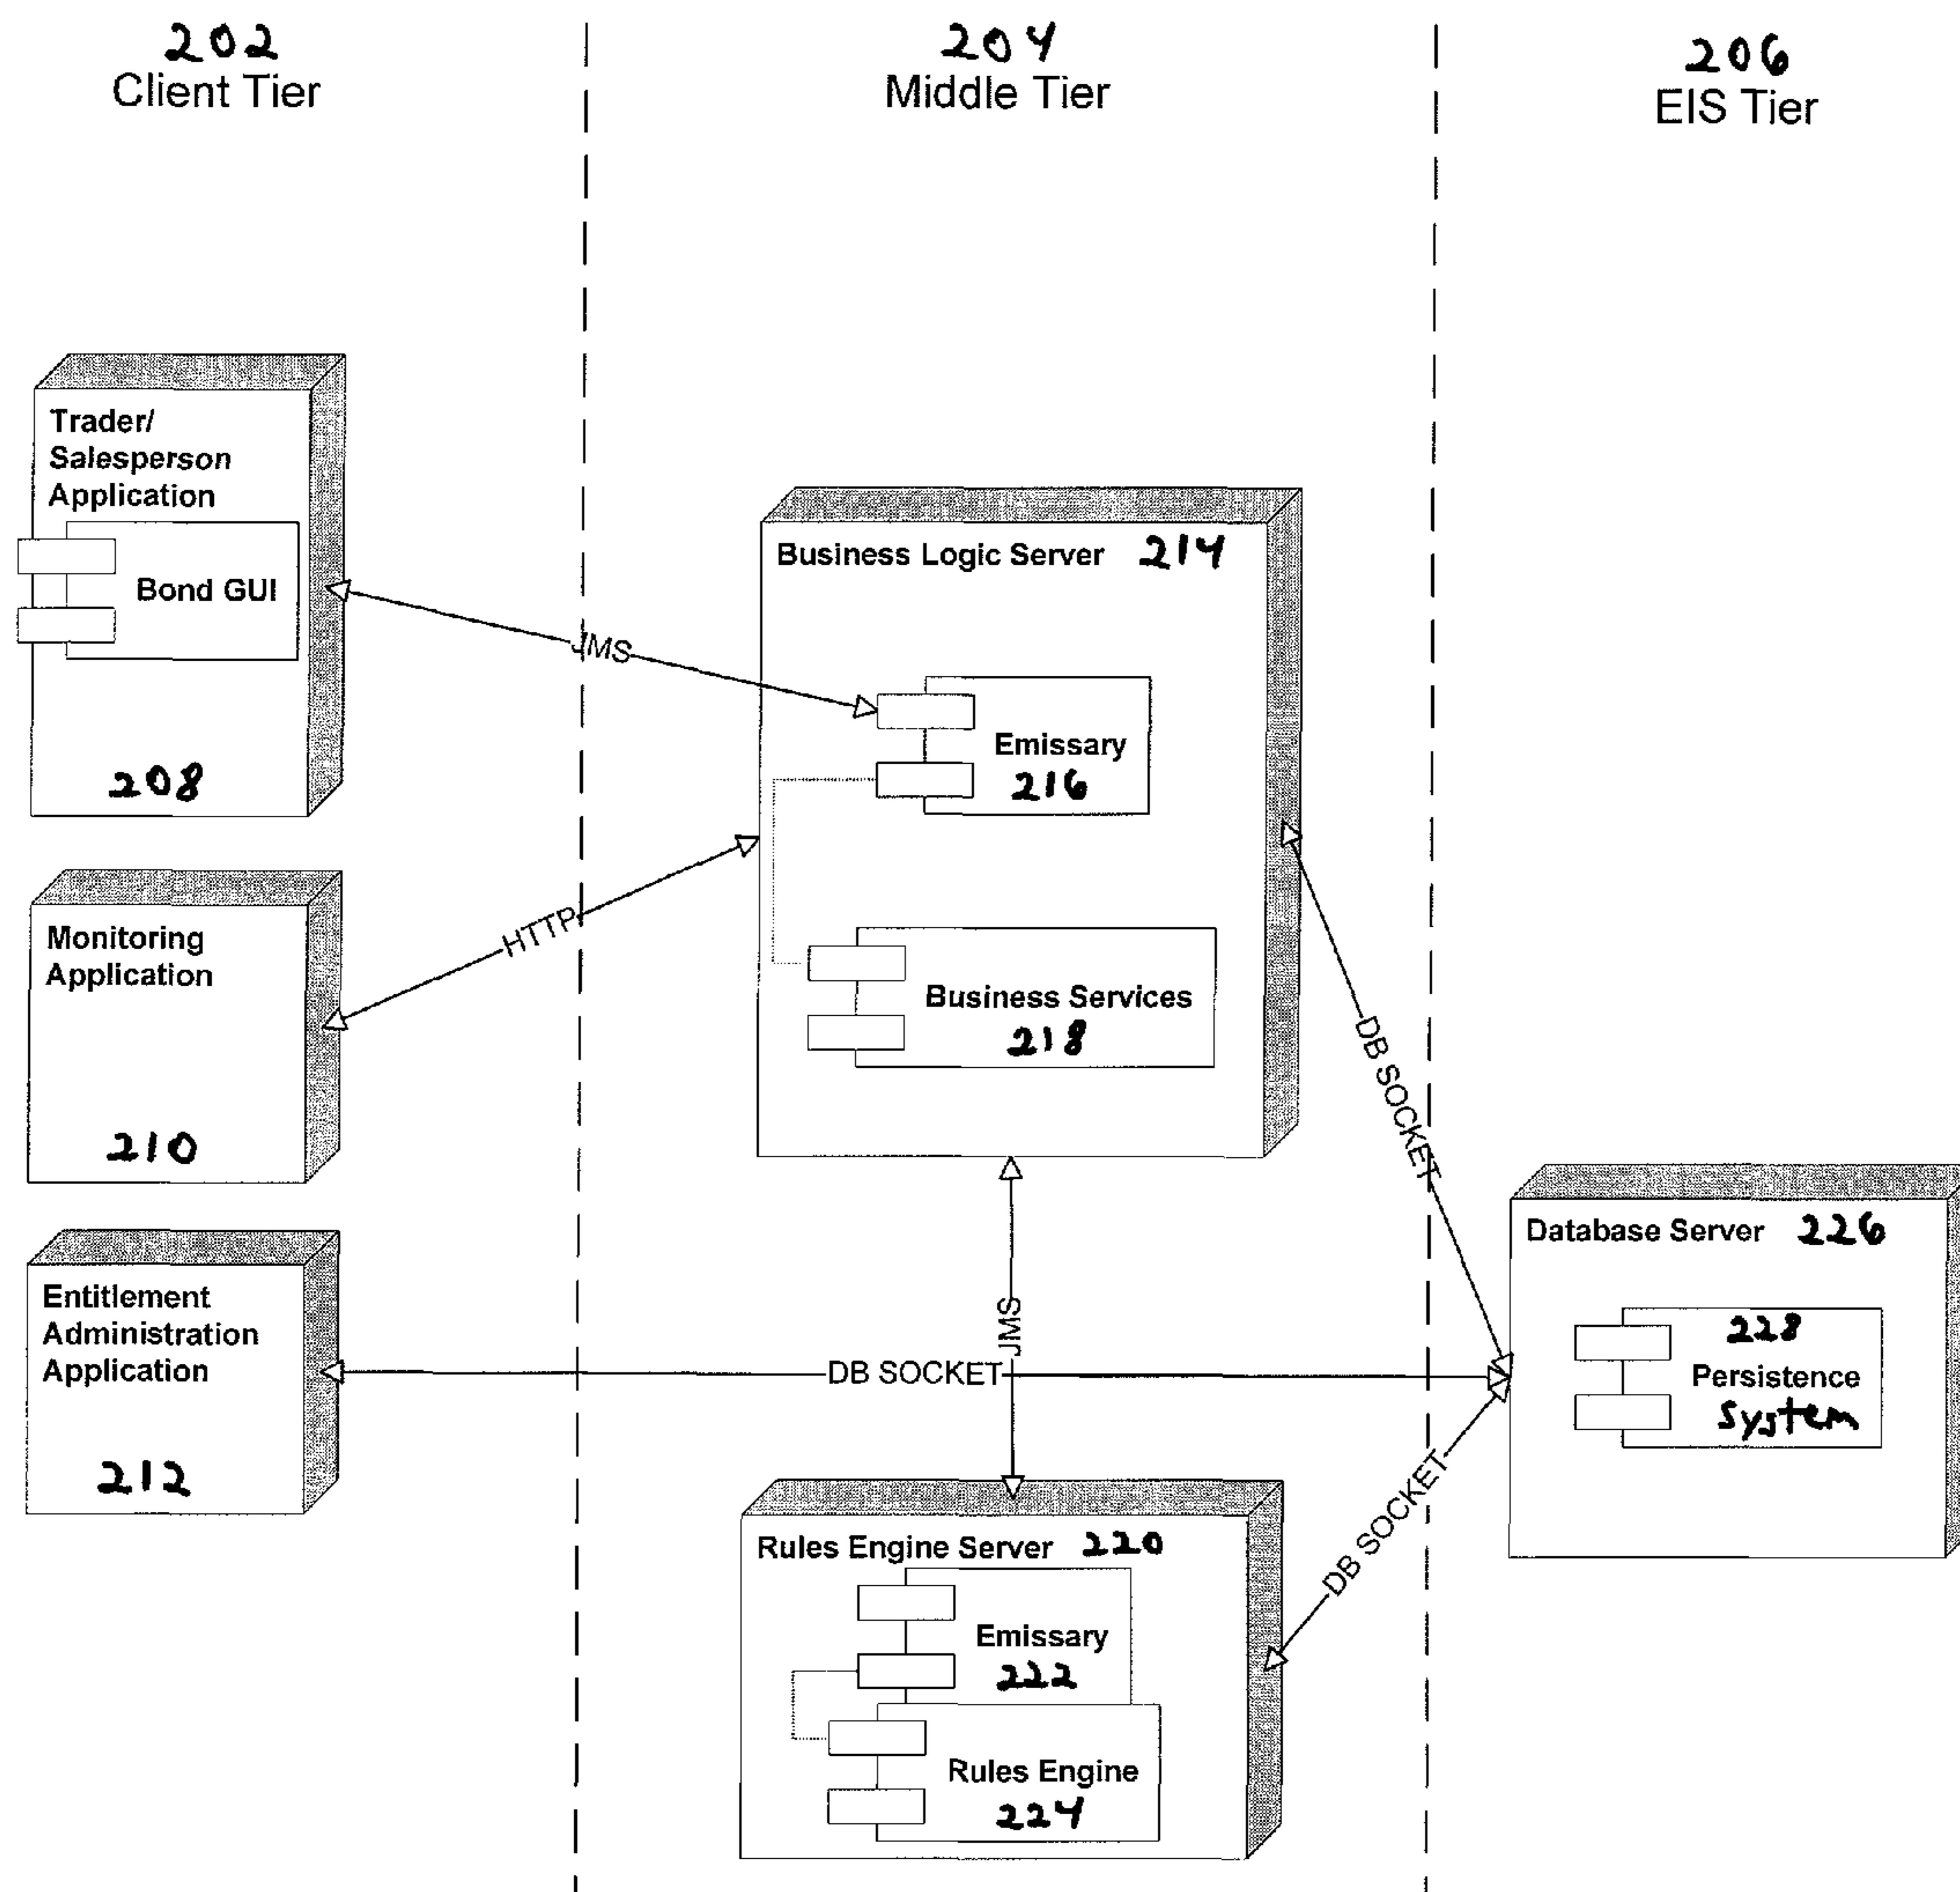 202
Client Tier
204
Middle Tier
206
EIS Tier
Trader/
Salesperson
Application
Bond GUI
208
JMS
Business Logic Server 214
Emissary
216
Monitoring
Application
210
HTTP
Business Services
218
DB SOCKET
Entitlement
Administration
Application
212
DB SOCKET
JMS
Database Server 226
228
Persistence
System
DB SOCKET
Rules Engine Server 220
Emissary
222
Rules Engine
224